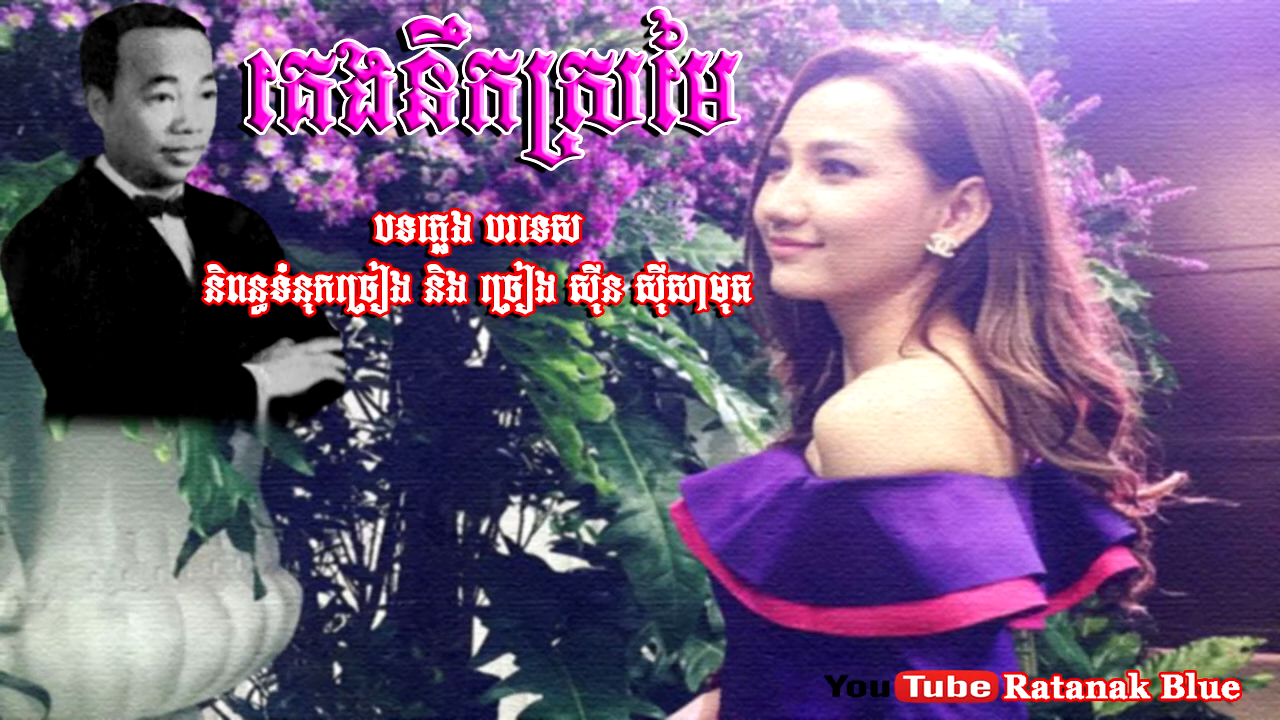 គេងនឹកស្រមៃ
បទភ្លេង បរទេស
និពន្ធទំនុកច្រៀង និង ច្រៀង ស៊ីន ស៊ីសាមុត
You Tube Ratanak Blue